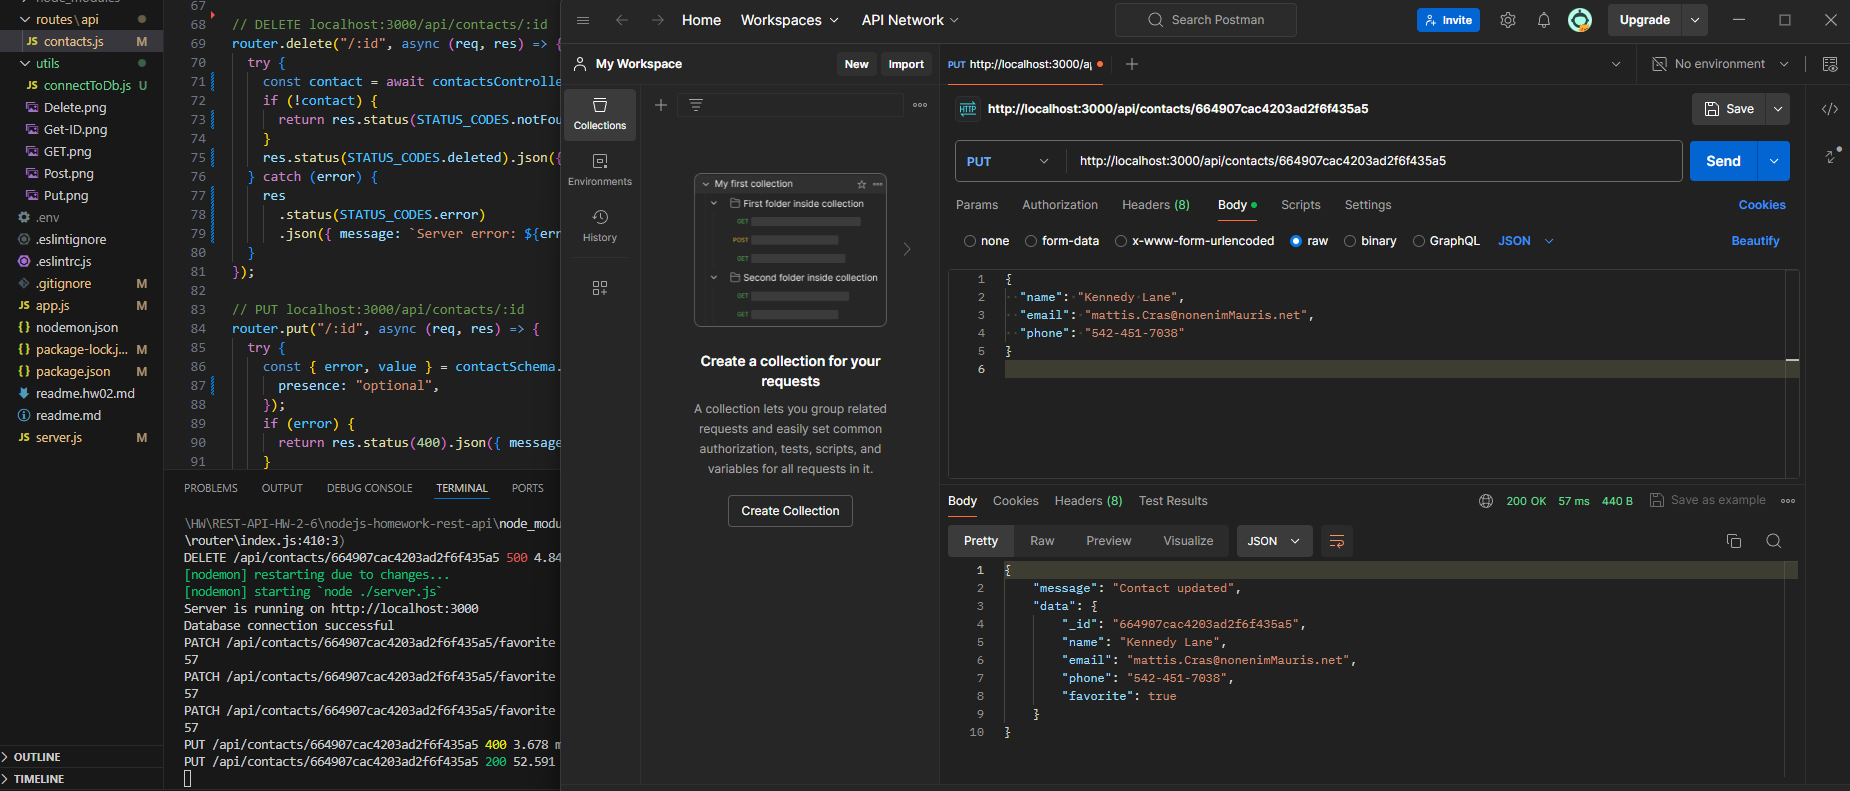 node_modules
routes\api
JS contacts.js M
utils
JS connectToDb.js U
Delete.png
Get-ID.png
GET.png
Post.png
Put.png
.env
.eslintignore
.eslintrc.js
.gitignore M
JS app.js M
{} nodemon.json
{} package-lock.j... M
{} package.json M
readme.hw02.md
readme.md
JS server.js M
OUTLINE
TIMELINE
67
68 // DELETE localhost:3000/api/contacts/:id
69 router.delete("/:id", async (req, res) => {
70 try {
71 const contact = await contactsControlle
72 if (!contact) {
73 return res.status(STATUS_CODES.notFou
74 }
75 res.status(STATUS_CODES.deleted).json({
76 } catch (error) {
77 res
78 .status(STATUS_CODES.error)
79 .json({ message: `Server error: ${err
80 }
81 });
82
83 // PUT localhost:3000/api/contacts/:id
84 router.put("/:id", async (req, res) => {
85 try {
86 const { error, value } = contactSchema.
87 presence: "optional",
88 });
89 if (error) {
90 return res.status(400).json({ message
91 }
PROBLEMS OUTPUT DEBUG CONSOLE TERMINAL PORTS
\HW\REST-API-HW-2-6\nodejs-homework-rest-api\node_modu
\router\index.js:410:3)
DELETE /api/contacts/664907cac4203ad2f6f435a5 500 4.84
[nodemon] restarting due to changes...
[nodemon] starting `node ./server.js`
Server is running on http://localhost:3000
Database connection successful
PATCH /api/contacts/664907cac4203ad2f6f435a5/favorite
57
PATCH /api/contacts/664907cac4203ad2f6f435a5/favorite
57
PATCH /api/contacts/664907cac4203ad2f6f435a5/favorite
57
PUT /api/contacts/664907cac4203ad2f6f435a5 400 3.678 m
PUT /api/contacts/664907cac4203ad2f6f435a5 200 52.591
Home Workspaces API Network Search Postman Invite Upgrade
My Workspace New Import
Collections
Environments
History
My first collection
First folder inside collection
GET
POST
GET
Second folder inside collection
GET
GET
Create a collection for your
requests
A collection lets you group related
requests and easily set common
authorization, tests, scripts, and
variables for all requests in it.
Create Collection
PUT http://localhost:3000/a No environment
HTTP http://localhost:3000/api/contacts/664907cac4203ad2f6f435a5 Save
PUT http://localhost:3000/api/contacts/664907cac4203ad2f6f435a5 Send
Params Authorization Headers (8) Body Scripts Settings Cookies
none form-data x-www-form-urlencoded raw binary GraphQL JSON Beautify
1 {
2 "name": "Kennedy Lane",
3 "email": "mattis.Cras@nonenimMauris.net",
4 "phone": "542-451-7038"
5 }
6
Body Cookies Headers (8) Test Results 200 OK 57 ms 440 B Save as example
Pretty Raw Preview Visualize JSON
1 {
2 "message": "Contact updated",
3 "data": {
4 "_id": "664907cac4203ad2f6f435a5",
5 "name": "Kennedy Lane",
6 "email": "mattis.Cras@nonenimMauris.net",
7 "phone": "542-451-7038",
8 "favorite": true
9 }
10 }